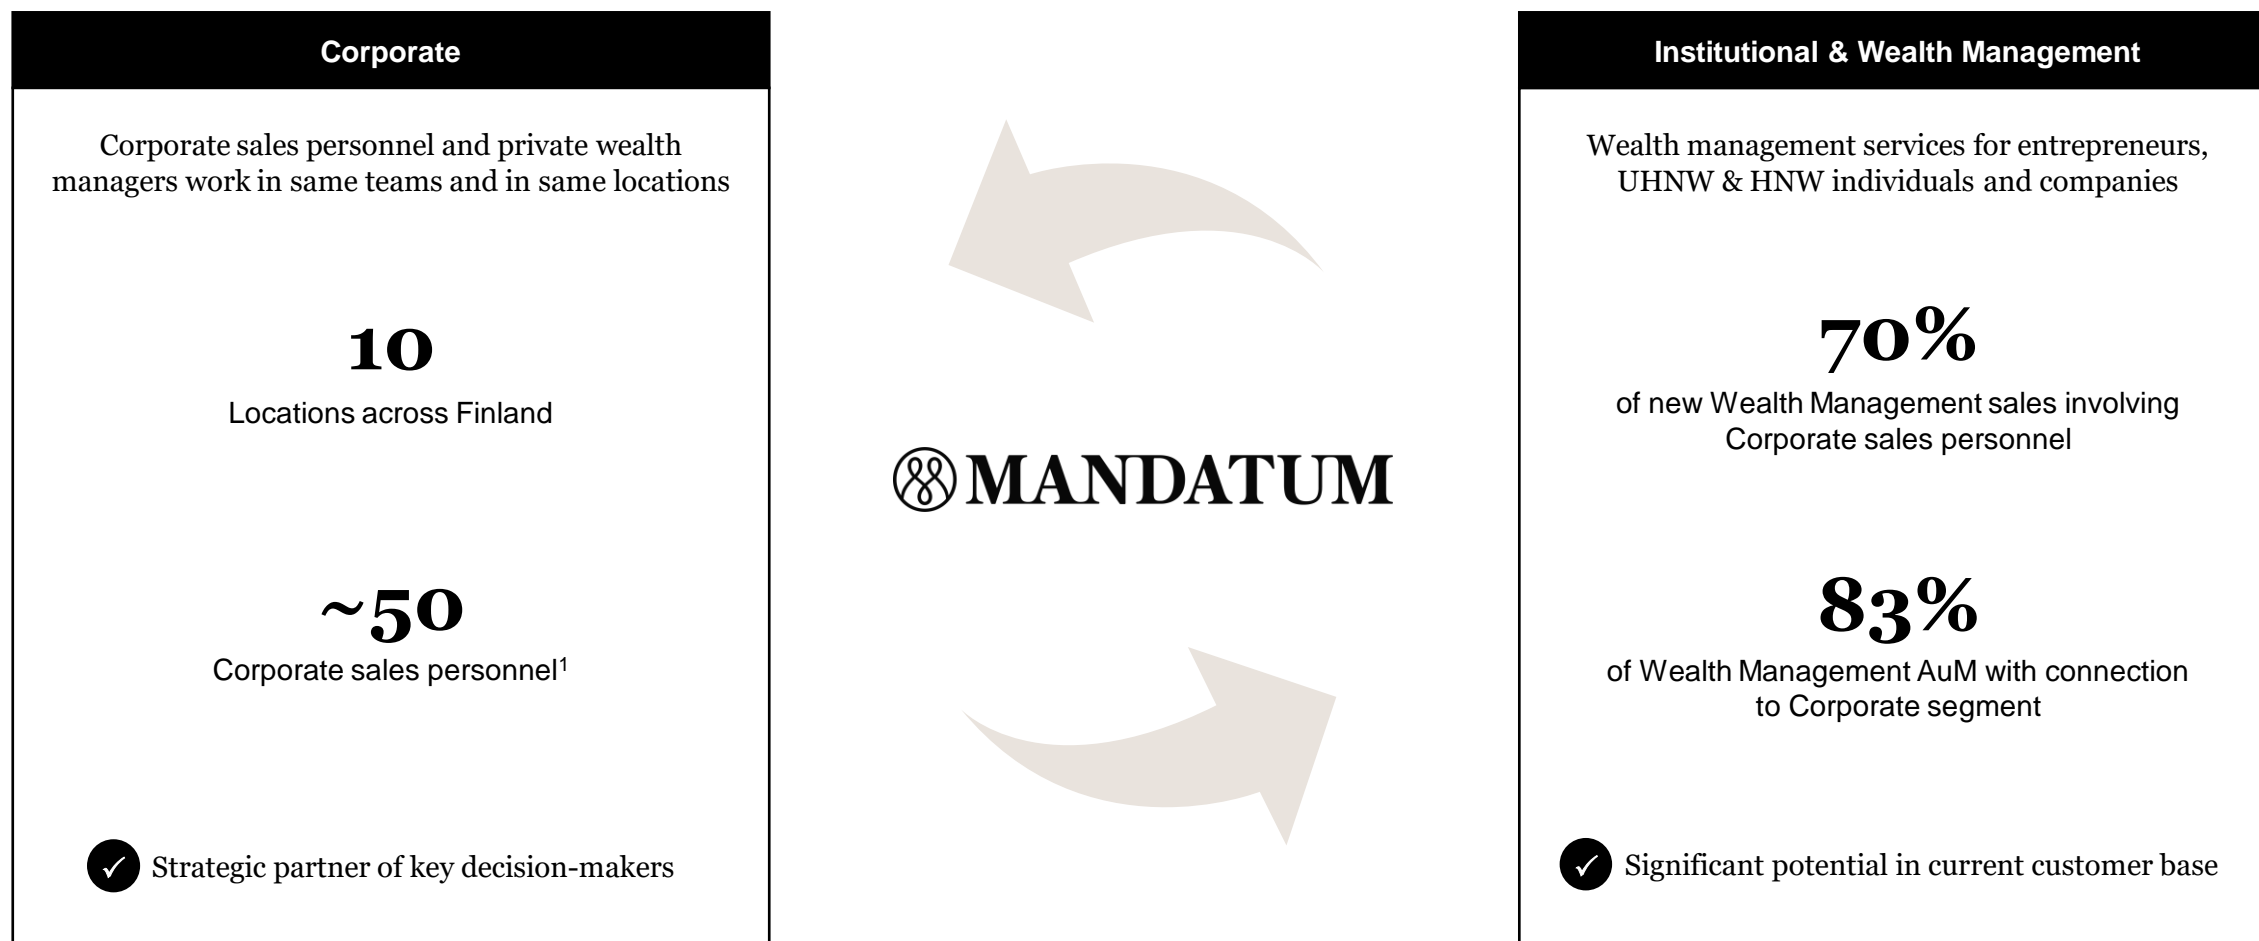 Corporate
Corporate sales personnel and private wealth
managers work in same teams and in same locations
10
Locations across Finland
~50
Corporate sales personnel¹
Strategic partner of key decision-makers
MANDATUM
Institutional & Wealth Management
Wealth management services for entrepreneurs,
UHNW & HNW individuals and companies
70%
of new Wealth Management sales involving
Corporate sales personnel
83%
of Wealth Management AuM with connection
to Corporate segment
Significant potential in current customer base